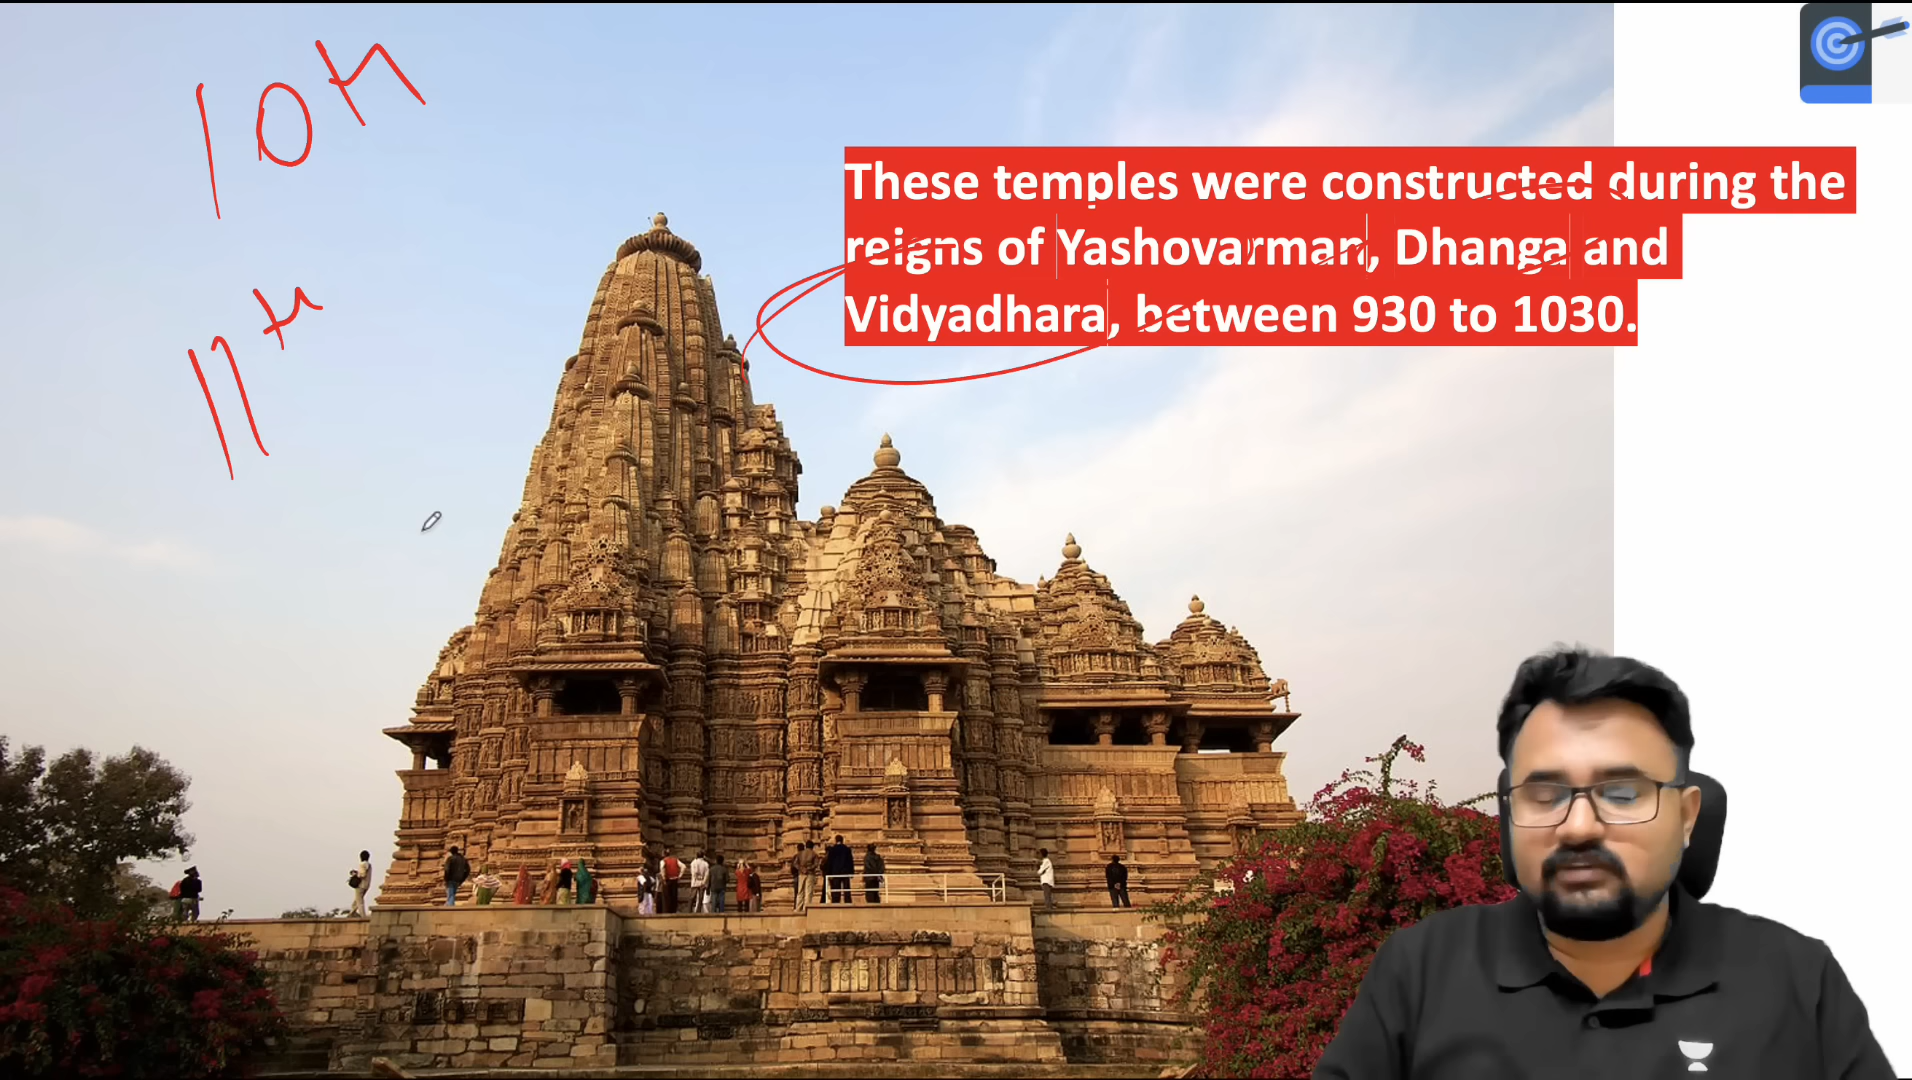 10th
11th
These temples were constructed during the
reigns of Yashovarman, Dhanga and
Vidyadhara, between 930 to 1030.